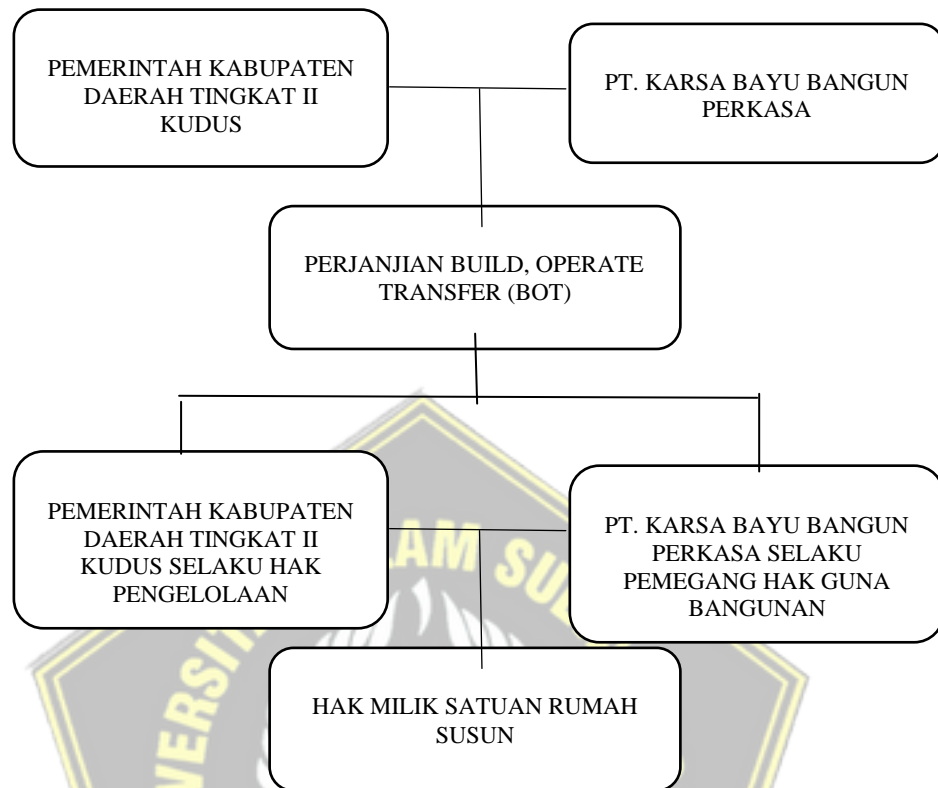 PEMERINTAH KABUPATEN
DAERAH TINGKAT II
KUDUS
PT. KARSA BAYU BANGUN
PERKASA
PERJANJIAN BUILD, OPERATE
TRANSFER (BOT)
PEMERINTAH KABUPATEN
DAERAH TINGKAT II
KUDUS SELAKU HAK
PENGELOLAAN
PT. KARSA BAYU BANGUN
PERKASA SELAKU
PEMEGANG HAK GUNA
BANGUNAN
HAK MILIK SATUAN RUMAH
SUSUN